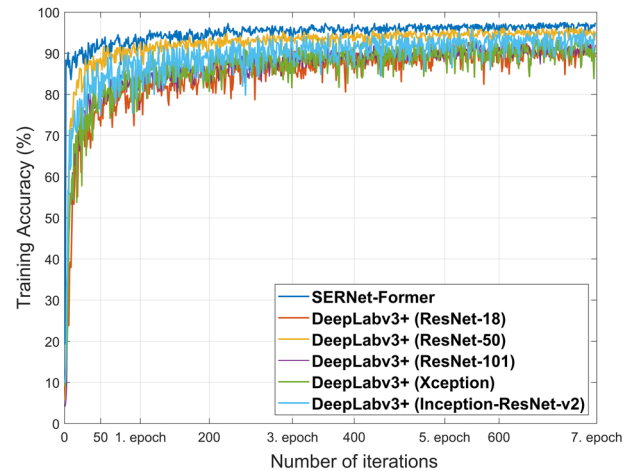 100
90
80
70
60
50
40
30
20
10
0
Training Accuracy (%)
SERNet-Former
DeepLabv3+ (ResNet-18)
DeepLabv3+ (ResNet-50)
DeepLabv3+ (ResNet-101)
DeepLabv3+ (Xception)
DeepLabv3+ (Inception-ResNet-v2)
0 50 1. epoch 200 3. epoch 400 5. epoch 600 7. epoch
Number of iterations